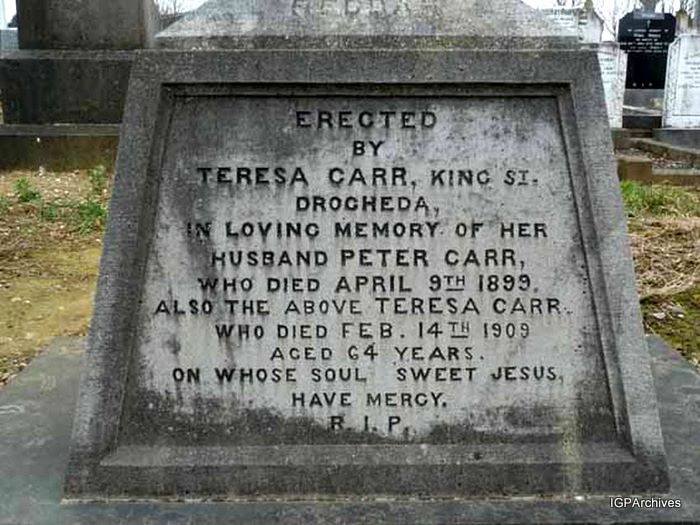 ERECTED
BY
TERESA CARR, KING ST.
DROGHEDA,
IN LOVING MEMORY OF HER
HUSBAND PETER CARR,
WHO DIED APRIL 9TH 1899.
ALSO THE ABOVE TERESA CARR.
WHO DIED FEB. 14TH 1909
AGED 64 YEARS.
ON WHOSE SOUL SWEET JESUS,
HAVE MERCY.
R.I.P.
IGPArchives